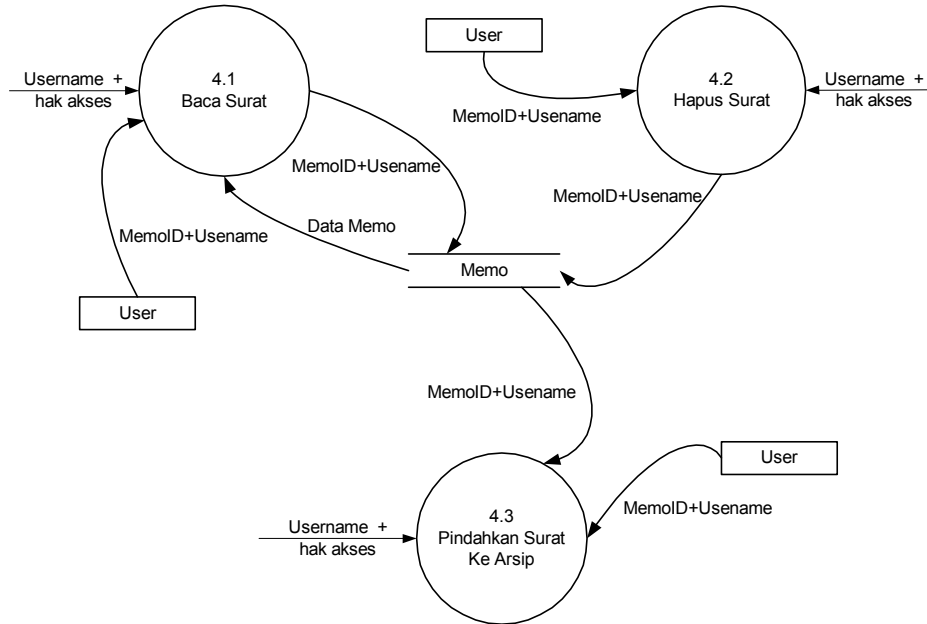 User
4.1
Baca Surat
Username +
hak akses
4.2
Hapus Surat
Username +
hak akses
MemoID+Usename
MemoID+Usename
MemoID+Usename
Data Memo
MemoID+Usename
Memo
User
MemoID+Usename
User
4.3
Pindahkan Surat
Ke Arsip
MemoID+Usename
Username +
hak akses